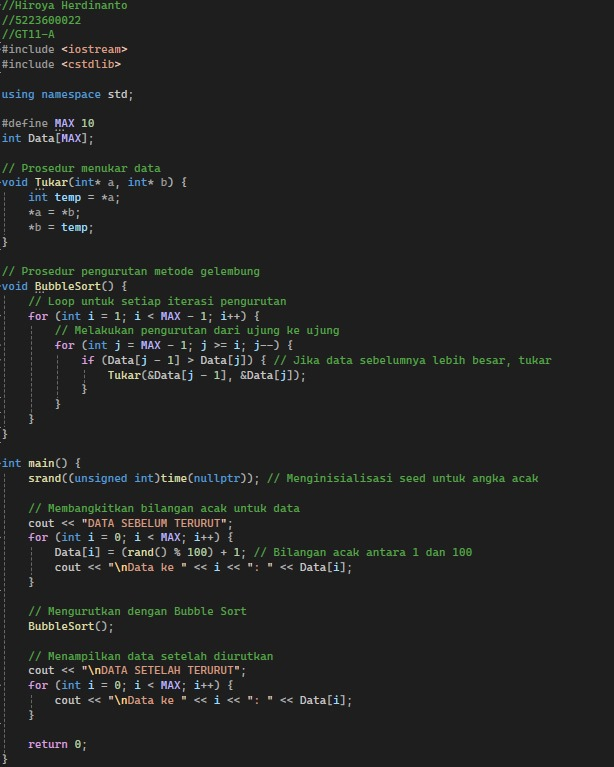 //Hiroya Herdinanto
//5223600022
//GT11-A
#include <iostream>
#include <cstdlib>
using namespace std;
#define MAX 10
int Data[MAX];
// Prosedur menukar data
void Tukar(int* a, int* b) {
    int temp = *a;
    *a = *b;
    *b = temp;
}
// Prosedur pengurutan metode gelembung
void BubbleSort() {
    // Loop untuk setiap iterasi pengurutan
    for (int i = 1; i < MAX - 1; i++) {
        // Melakukan pengurutan dari ujung ke ujung
        for (int j = MAX - 1; j >= i; j--) {
            if (Data[j - 1] > Data[j]) { // Jika data sebelumnya lebih besar, tukar
                Tukar(&Data[j - 1], &Data[j]);
            }
        }
    }
}
int main() {
    srand((unsigned int)time(nullptr)); // Menginisialisasi seed untuk angka acak
    // Membangkitkan bilangan acak untuk data
    cout << "DATA SEBELUM TERURUT";
    for (int i = 0; i < MAX; i++) {
        Data[i] = (rand() % 100) + 1; // Bilangan acak antara 1 dan 100
        cout << "\nData ke " << i << ": " << Data[i];
    }
    // Mengurutkan dengan Bubble Sort
    BubbleSort();
    // Menampilkan data setelah diurutkan
    cout << "\nDATA SETELAH TERURUT";
    for (int i = 0; i < MAX; i++) {
        cout << "\nData ke " << i << ": " << Data[i];
    }
    return 0;
}